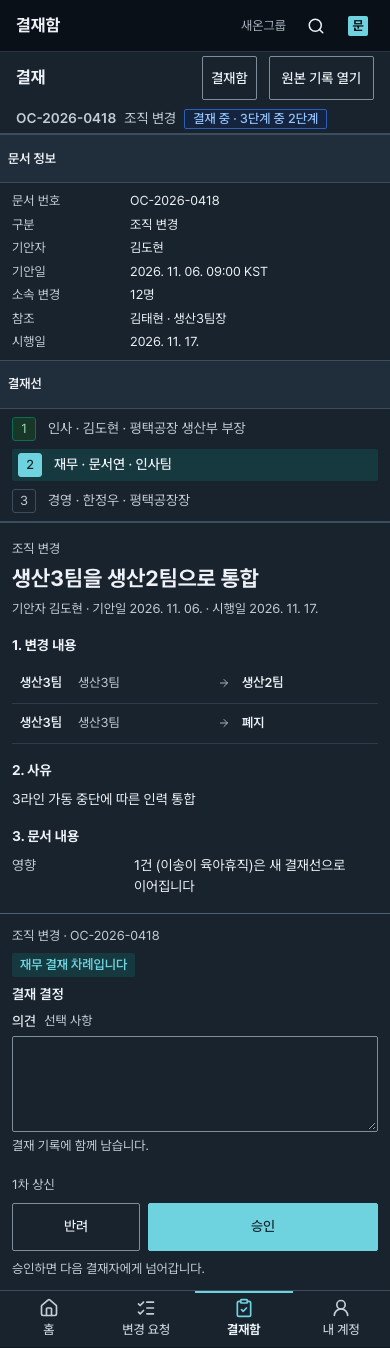 결재함
새온그룹
문
결재
결재함
원본 기록 열기
OC-2026-0418 조직 변경 결재 중 · 3단계 중 2단계
문서 정보
문서 번호 OC-2026-0418
구분 조직 변경
기안자 김도현
기안일 2026. 11. 06. 09:00 KST
소속 변경 12명
참조 김태현 · 생산3팀장
시행일 2026. 11. 17.
결재선
1 인사 · 김도현 · 평택공장 생산부 부장
2 재무 · 문서연 · 인사팀
3 경영 · 한정우 · 평택공장장
조직 변경
생산3팀을 생산2팀으로 통합
기안자 김도현 · 기안일 2026. 11. 06. · 시행일 2026. 11. 17.
1. 변경 내용
생산3팀 생산3팀 → 생산2팀
생산3팀 생산3팀 → 폐지
2. 사유
3라인 가동 중단에 따른 인력 통합
3. 문서 내용
영향 1건 (이송이 육아휴직)은 새 결재선으로
이어집니다
조직 변경 · OC-2026-0418
재무 결재 차례입니다
결재 결정
의견 선택 사항
결재 기록에 함께 남습니다.
1차 상신
반려
승인
승인하면 다음 결재자에게 넘어갑니다.
홈
변경 요청
결재함
내 계정